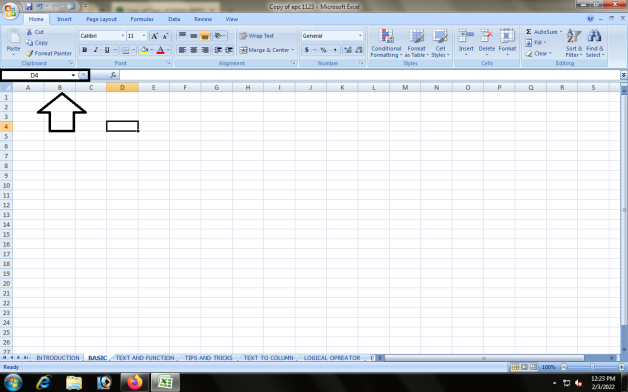 Copy of epc 1123 - Microsoft Excel
Home Insert Page Layout Formulas Data Review View
Paste
Cut
Copy
Format Painter
Clipboard
Calibri 11 A A
B I U A
Font
Wrap Text
Merge & Center
Alignment
General
$ % ,
Number
Conditional Formatting
Format as Table
Cell Styles
Styles
Insert Delete Format
Cells
Σ AutoSum
Fill
Clear
Sort & Filter
Find & Select
Editing
D4 fx
A B C D E F G H I J K L M N O P Q R S
1
2
3
4
5
6
7
8
9
10
11
12
13
14
15
16
17
18
19
20
21
22
23
24
25
26
27
INTRODUCTION BASIC TEXT AND FUNCTION TIPS AND TRICKS TEXT TO COLUMN LOGICAL OPREATOR
Ready 100%
12:23 PM
2/3/2022